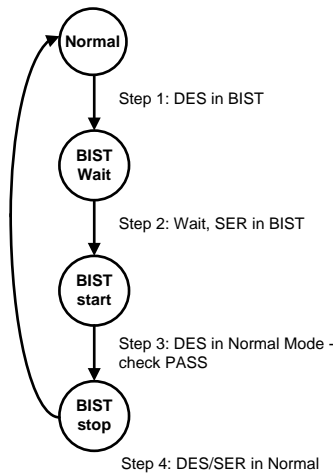 Normal
Step 1: DES in BIST
BIST
Wait
Step 2: Wait, SER in BIST
BIST
start
Step 3: DES in Normal Mode -
check PASS
BIST
stop
Step 4: DES/SER in Normal